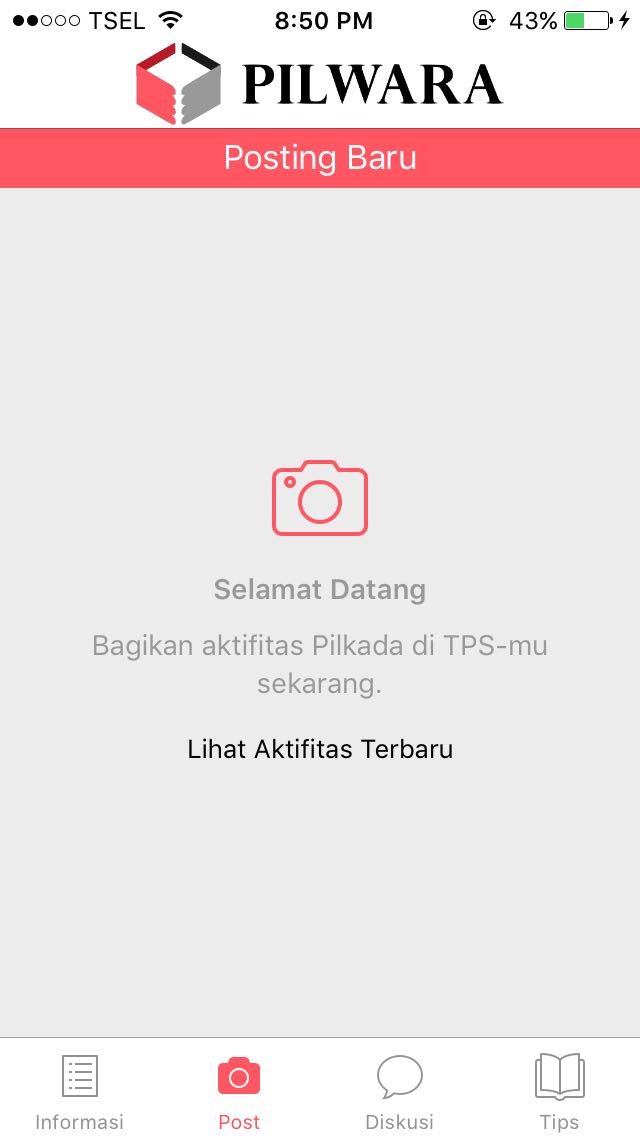 TSEL 8:50 PM 43%
PILWARA
Posting Baru
Selamat Datang
Bagikan aktifitas Pilkada di TPS-mu
sekarang.
Lihat Aktifitas Terbaru
Informasi Post Diskusi Tips